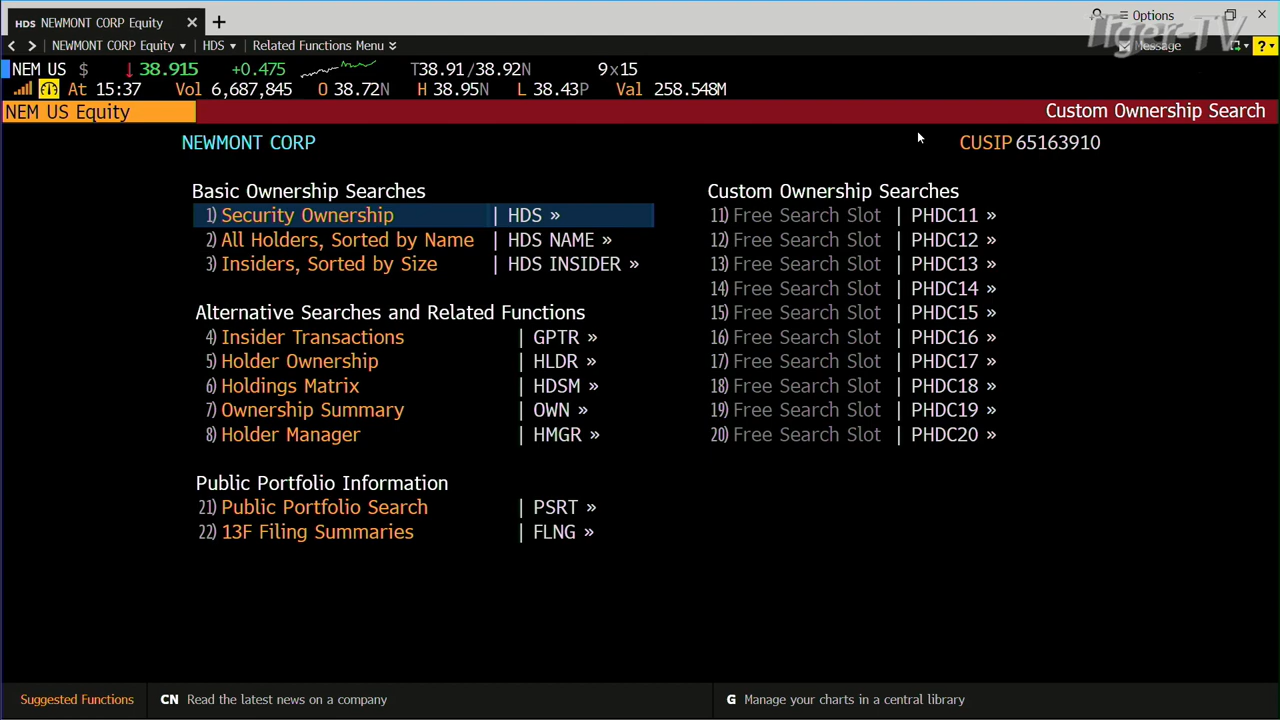 HDS NEWMONT CORP Equity × +
Options
Tiger-TV
< > NEWMONT CORP Equity ▾ HDS ▾ Related Functions Menu
Message ? ▾
NEM US $ ↓ 38.915 +0.475 T38.91/38.92N 9x15
At 15:37 Vol 6,687,845 O 38.72N H 38.95N L 38.43P Val 258.548M
NEM US Equity Custom Ownership Search
NEWMONT CORP CUSIP 65163910
Basic Ownership Searches
1) Security Ownership | HDS »
2) All Holders, Sorted by Name | HDS NAME »
3) Insiders, Sorted by Size | HDS INSIDER »
Alternative Searches and Related Functions
4) Insider Transactions | GPTR »
5) Holder Ownership | HLDR »
6) Holdings Matrix | HDSM »
7) Ownership Summary | OWN »
8) Holder Manager | HMGR »
Public Portfolio Information
21) Public Portfolio Search | PSRT »
22) 13F Filing Summaries | FLNG »
Custom Ownership Searches
11) Free Search Slot | PHDC11 »
12) Free Search Slot | PHDC12 »
13) Free Search Slot | PHDC13 »
14) Free Search Slot | PHDC14 »
15) Free Search Slot | PHDC15 »
16) Free Search Slot | PHDC16 »
17) Free Search Slot | PHDC17 »
18) Free Search Slot | PHDC18 »
19) Free Search Slot | PHDC19 »
20) Free Search Slot | PHDC20 »
Suggested Functions CN Read the latest news on a company G Manage your charts in a central library